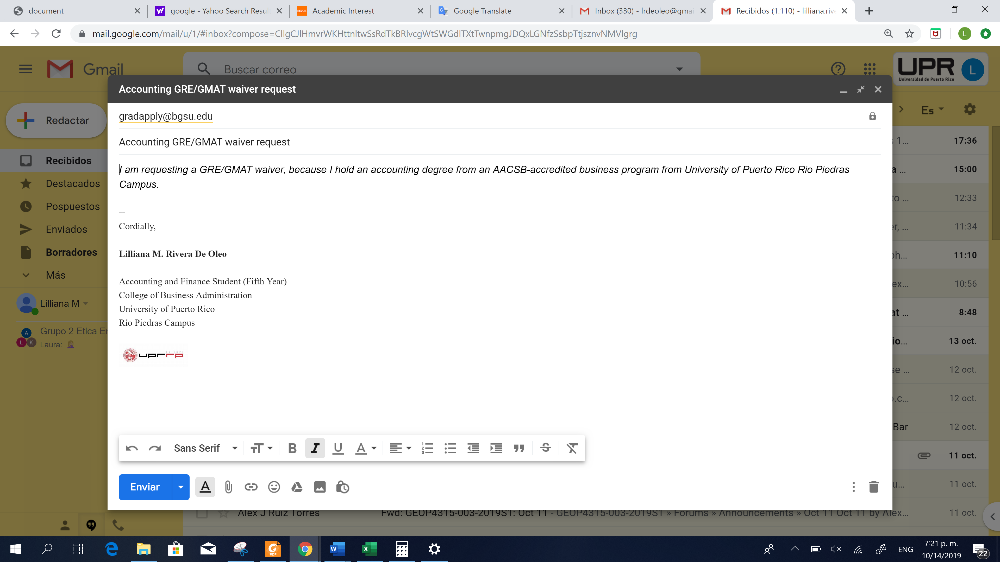 document
google - Yahoo Search Result
Academic Interest
Google Translate
Inbox (330) - lrdeoleo@gmai
Recibidos (1.110) - lilliana.rive
mail.google.com/mail/u/1/#inbox?compose=CllgCJlHmvrWKHttnltwSsRdTkBRlvcgWtSWGdlTXtTwnpmgJDQxLGNfzSsbpTtjsznvNMVlgrg
L
Gmail
Buscar correo
UPR
Universidad de Puerto Rico
L
Accounting GRE/GMAT waiver request
Redactar
gradapply@bgsu.edu
Es
Accounting GRE/GMAT waiver request
s 1... 17:36
Recibidos
I am requesting a GRE/GMAT waiver, because I hold an accounting degree from an AACSB-accredited business program from University of Puerto Rico Rio Piedras
Campus.
a ... 15:00
Destacados
to ... 12:33
Pospuestos
--
Cordially,
er, ... 11:34
Enviados
Lilliana M. Rivera De Oleo
Borradores
ph... 11:10
Más
Accounting and Finance Student (Fifth Year)
College of Business Administration
University of Puerto Rico
Río Piedras Campus
ex... 10:56
Lilliana M
at ... 8:48
Grupo 2 Etica Em
A
L K
Laura:
io... 13 oct.
LA IUPI
uprrp
se ... 12 oct.
o.c... 12 oct.
Bar 12 oct.
Sans Serif
B I U A
11 oct.
Enviar
A
u... 11 oct.
Alex J Ruiz Torres
Fwd: GEOP4315-003-2019S1: Oct 11 - GEOP4315-003-2019S1 » Forums » Announcements » Oct 11 Oct 11 by Alex...
11 oct.
PDF
W
X
ENG
7:21 p. m.
10/14/2019
22